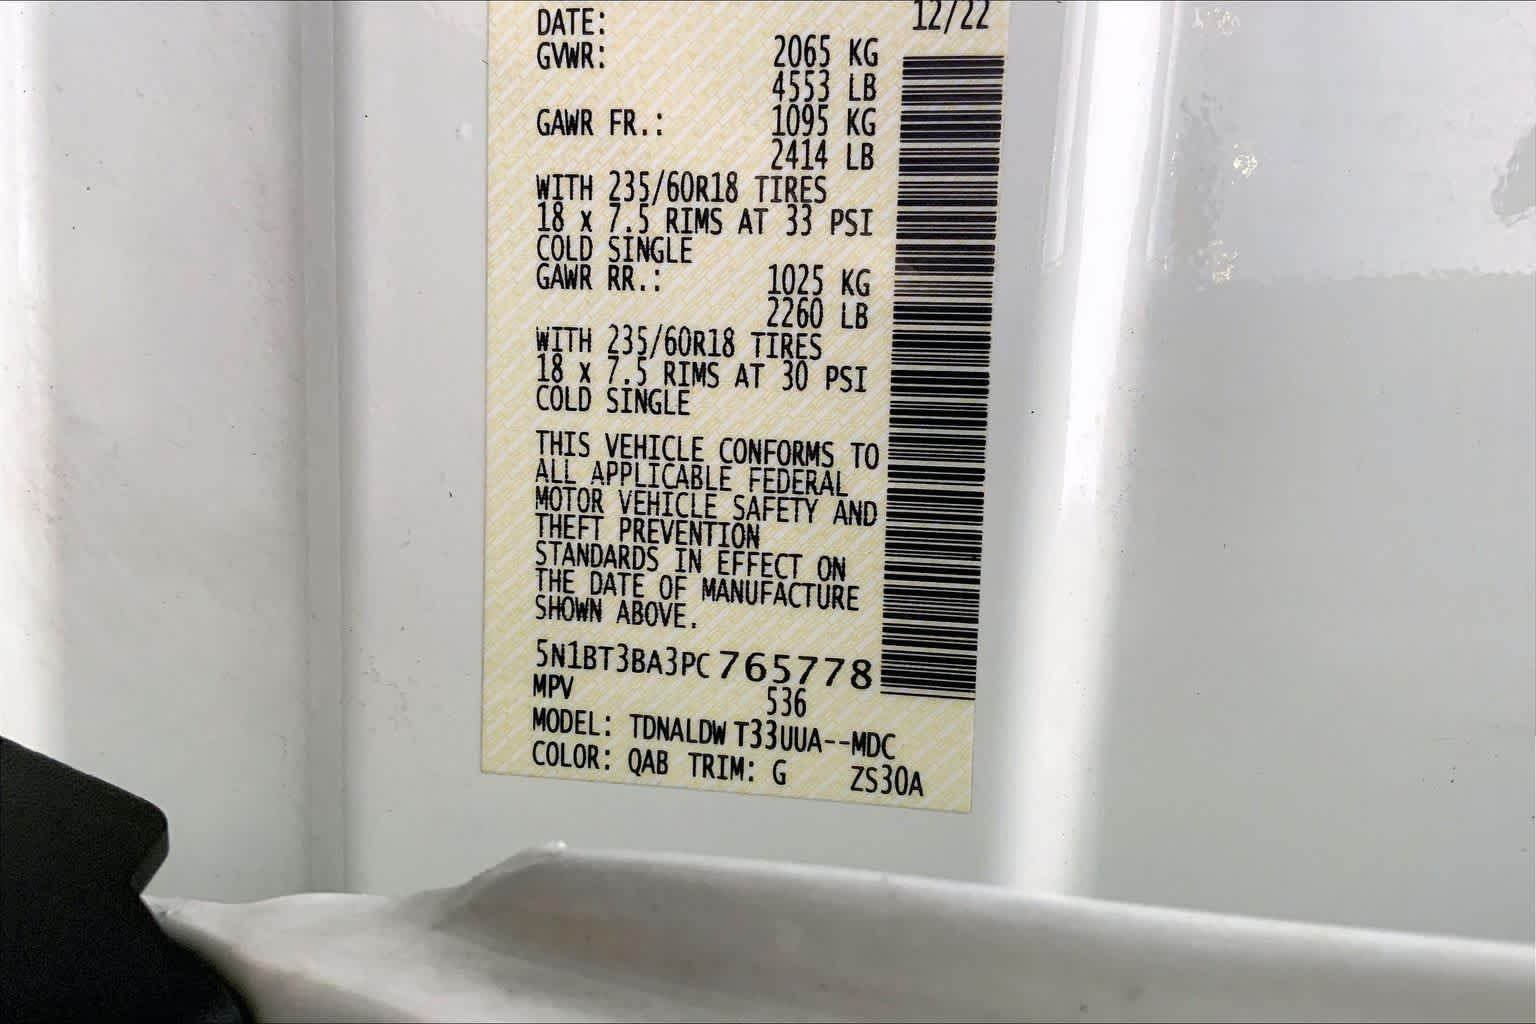 DATE: 12/22
GVWR: 2065 KG
4553 LB
GAWR FR.: 1095 KG
2414 LB
WITH 235/60R18 TIRES
18 x 7.5 RIMS AT 33 PSI
COLD SINGLE
GAWR RR.: 1025 KG
2260 LB
WITH 235/60R18 TIRES
18 x 7.5 RIMS AT 30 PSI
COLD SINGLE
THIS VEHICLE CONFORMS TO
ALL APPLICABLE FEDERAL
MOTOR VEHICLE SAFETY AND
THEFT PREVENTION
STANDARDS IN EFFECT ON
THE DATE OF MANUFACTURE
SHOWN ABOVE.
5N1BT3BA3PC765778
MPV 536
MODEL: TDNALDW T33UUA--MDC
COLOR: QAB TRIM: G ZS30A